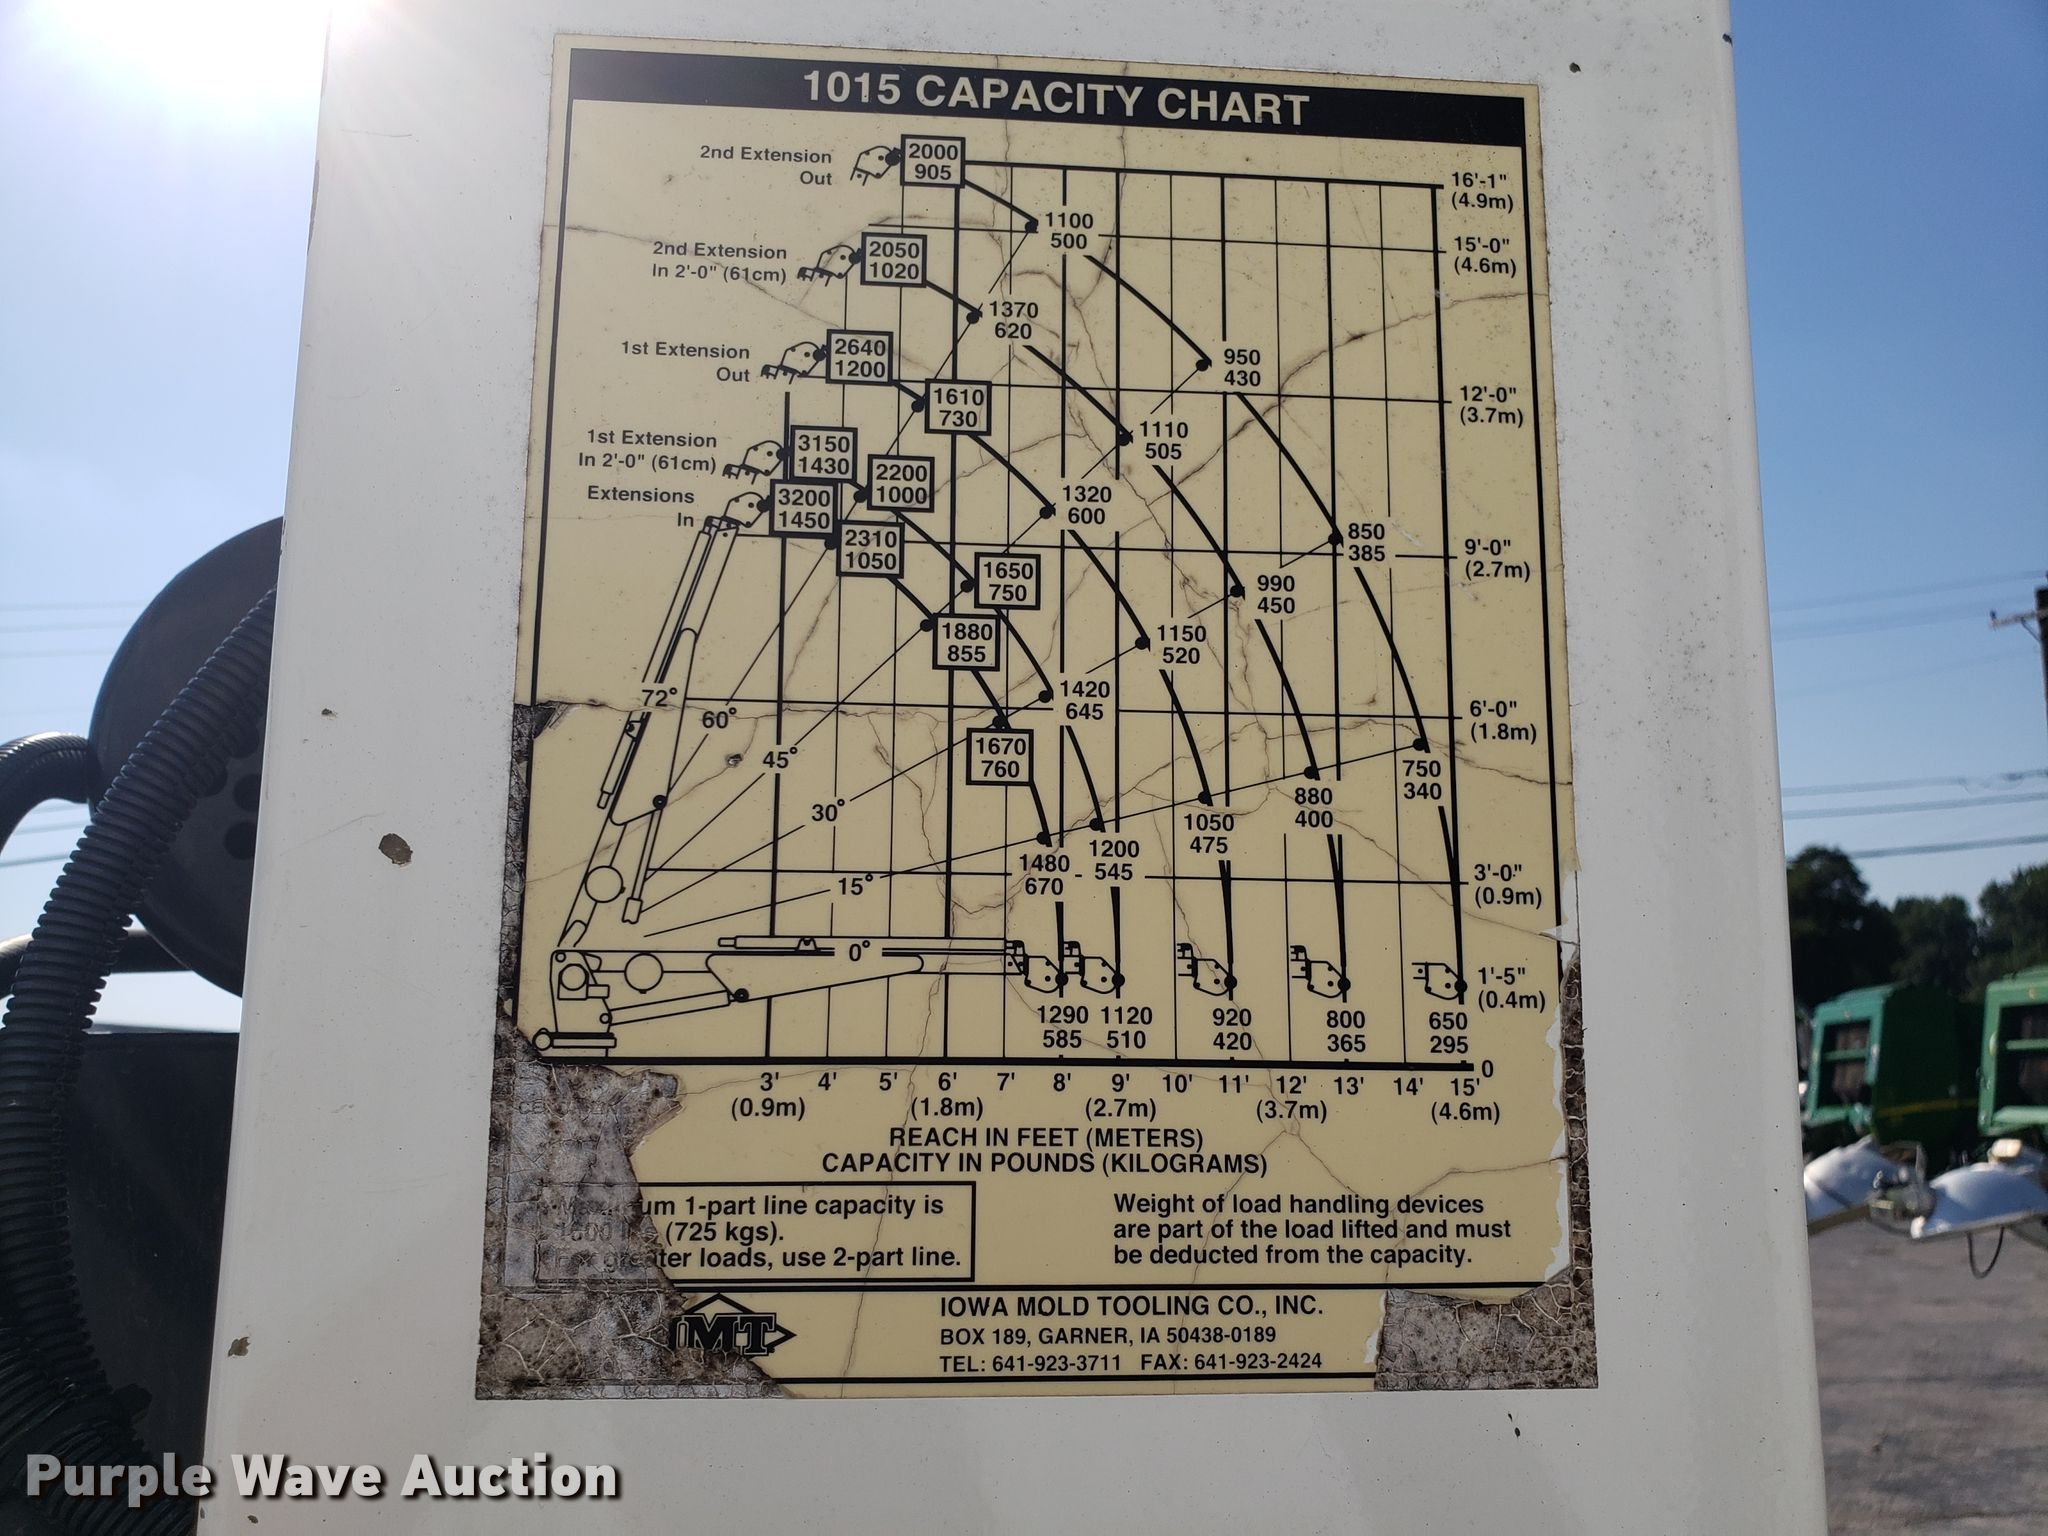 1015 CAPACITY CHART
2nd Extension
Out
2000
905
16'-1"
(4.9m)
1100
500
15'-0"
(4.6m)
2nd Extension
In 2'-0" (61cm)
2050
1020
1370
620
1st Extension
Out
2640
1200
950
430
12'-0"
(3.7m)
1610
730
1110
505
1st Extension
In 2'-0" (61cm)
3150
1430
2200
1000
Extensions
In
3200
1450
1320
600
850
385
9'-0"
(2.7m)
2310
1050
1650
750
990
450
1880
855
1150
520
72°
60°
1420
645
6'-0"
(1.8m)
45°
1670
760
750
340
30°
880
400
1050
475
15°
1480
670
1200
545
3'-0"
(0.9m)
0°
1'-5"
(0.4m)
1290
585
1120
510
920
420
800
365
650
295
0
3' 4' 5' 6' 7' 8' 9' 10' 11' 12' 13' 14' 15'
(0.9m) (1.8m) (2.7m) (3.7m) (4.6m)
REACH IN FEET (METERS)
CAPACITY IN POUNDS (KILOGRAMS)
um 1-part line capacity is
(725 kgs).
greater loads, use 2-part line.
Weight of load handling devices
are part of the load lifted and must
be deducted from the capacity.
IMT
IOWA MOLD TOOLING CO., INC.
BOX 189, GARNER, IA 50438-0189
TEL: 641-923-3711 FAX: 641-923-2424
Purple Wave Auction